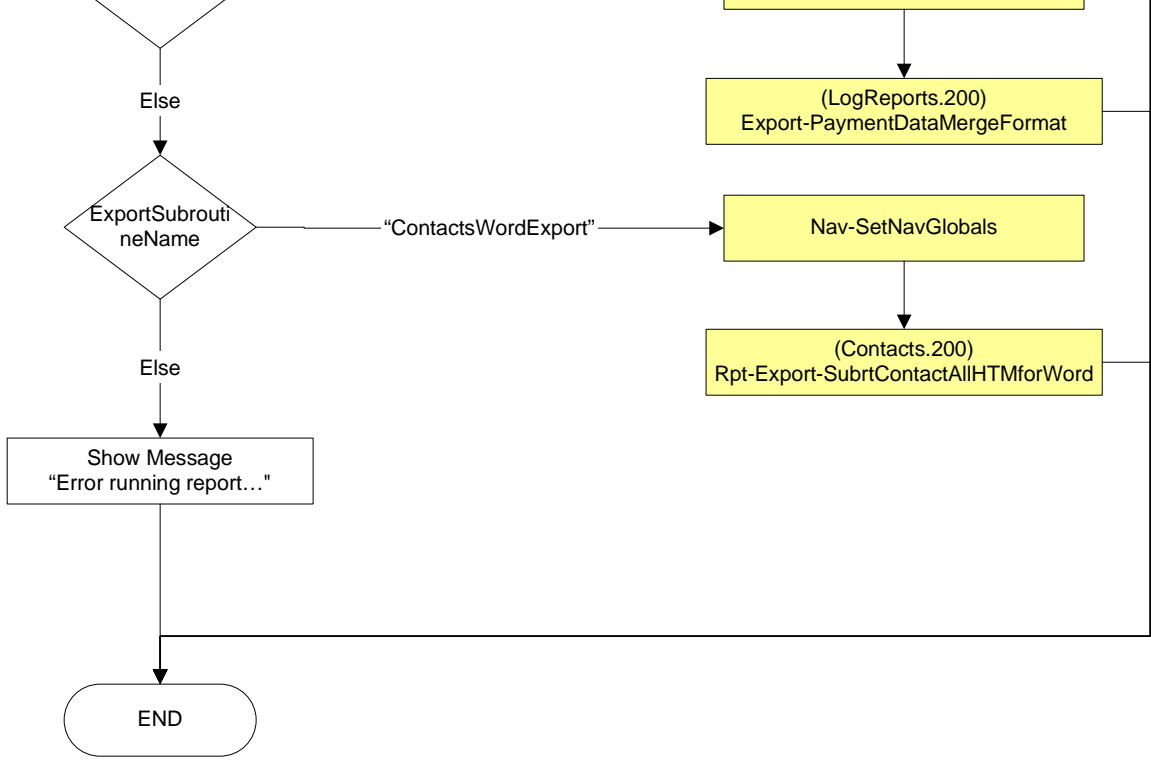 (LogReports.200)
Export-PaymentDataMergeFormat
Else
ExportSubrouti
neName
“ContactsWordExport”
Nav-SetNavGlobals
(Contacts.200)
Rpt-Export-SubrtContactAllHTMforWord
Else
Show Message
“Error running report…"
END